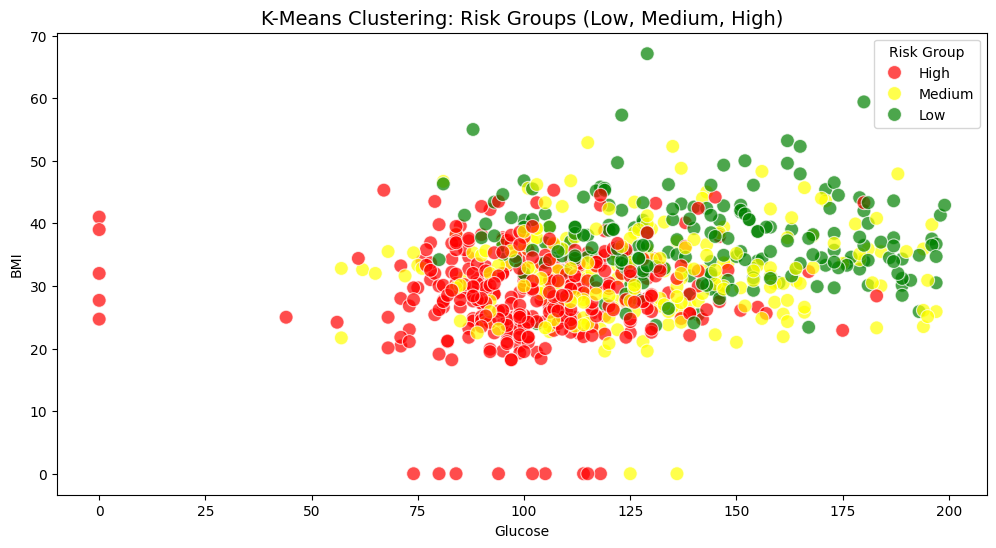 K-Means Clustering: Risk Groups (Low, Medium, High)
Risk Group
High
Medium
Low
BMI
70
60
50
40
30
20
10
0
0 25 50 75 100 125 150 175 200
Glucose